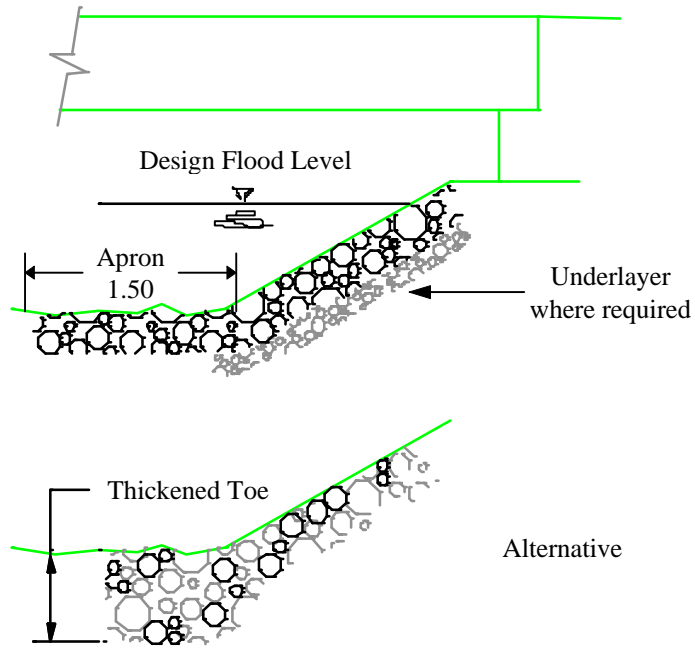 Design Flood Level
Apron
1.50
Underlayer
where required
Thickened Toe
Alternative